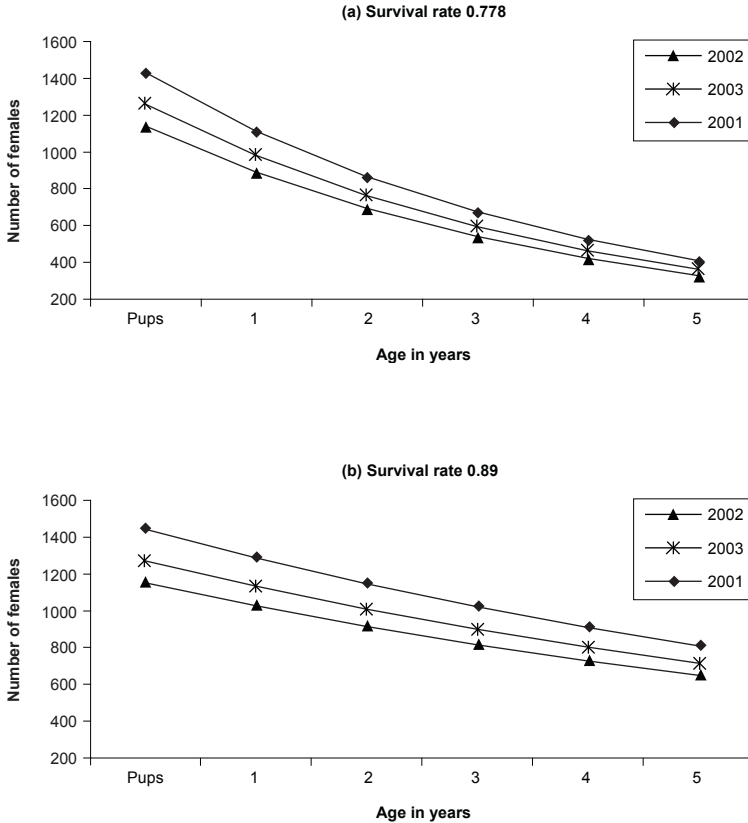 (a) Survival rate 0.778
1600
1400
1200
1000
800
600
400
200
Number of females
2002
2003
2001
Pups 1 2 3 4 5
Age in years
(b) Survival rate 0.89
1600
1400
1200
1000
800
600
400
200
Number of females
2002
2003
2001
Pups 1 2 3 4 5
Age in years